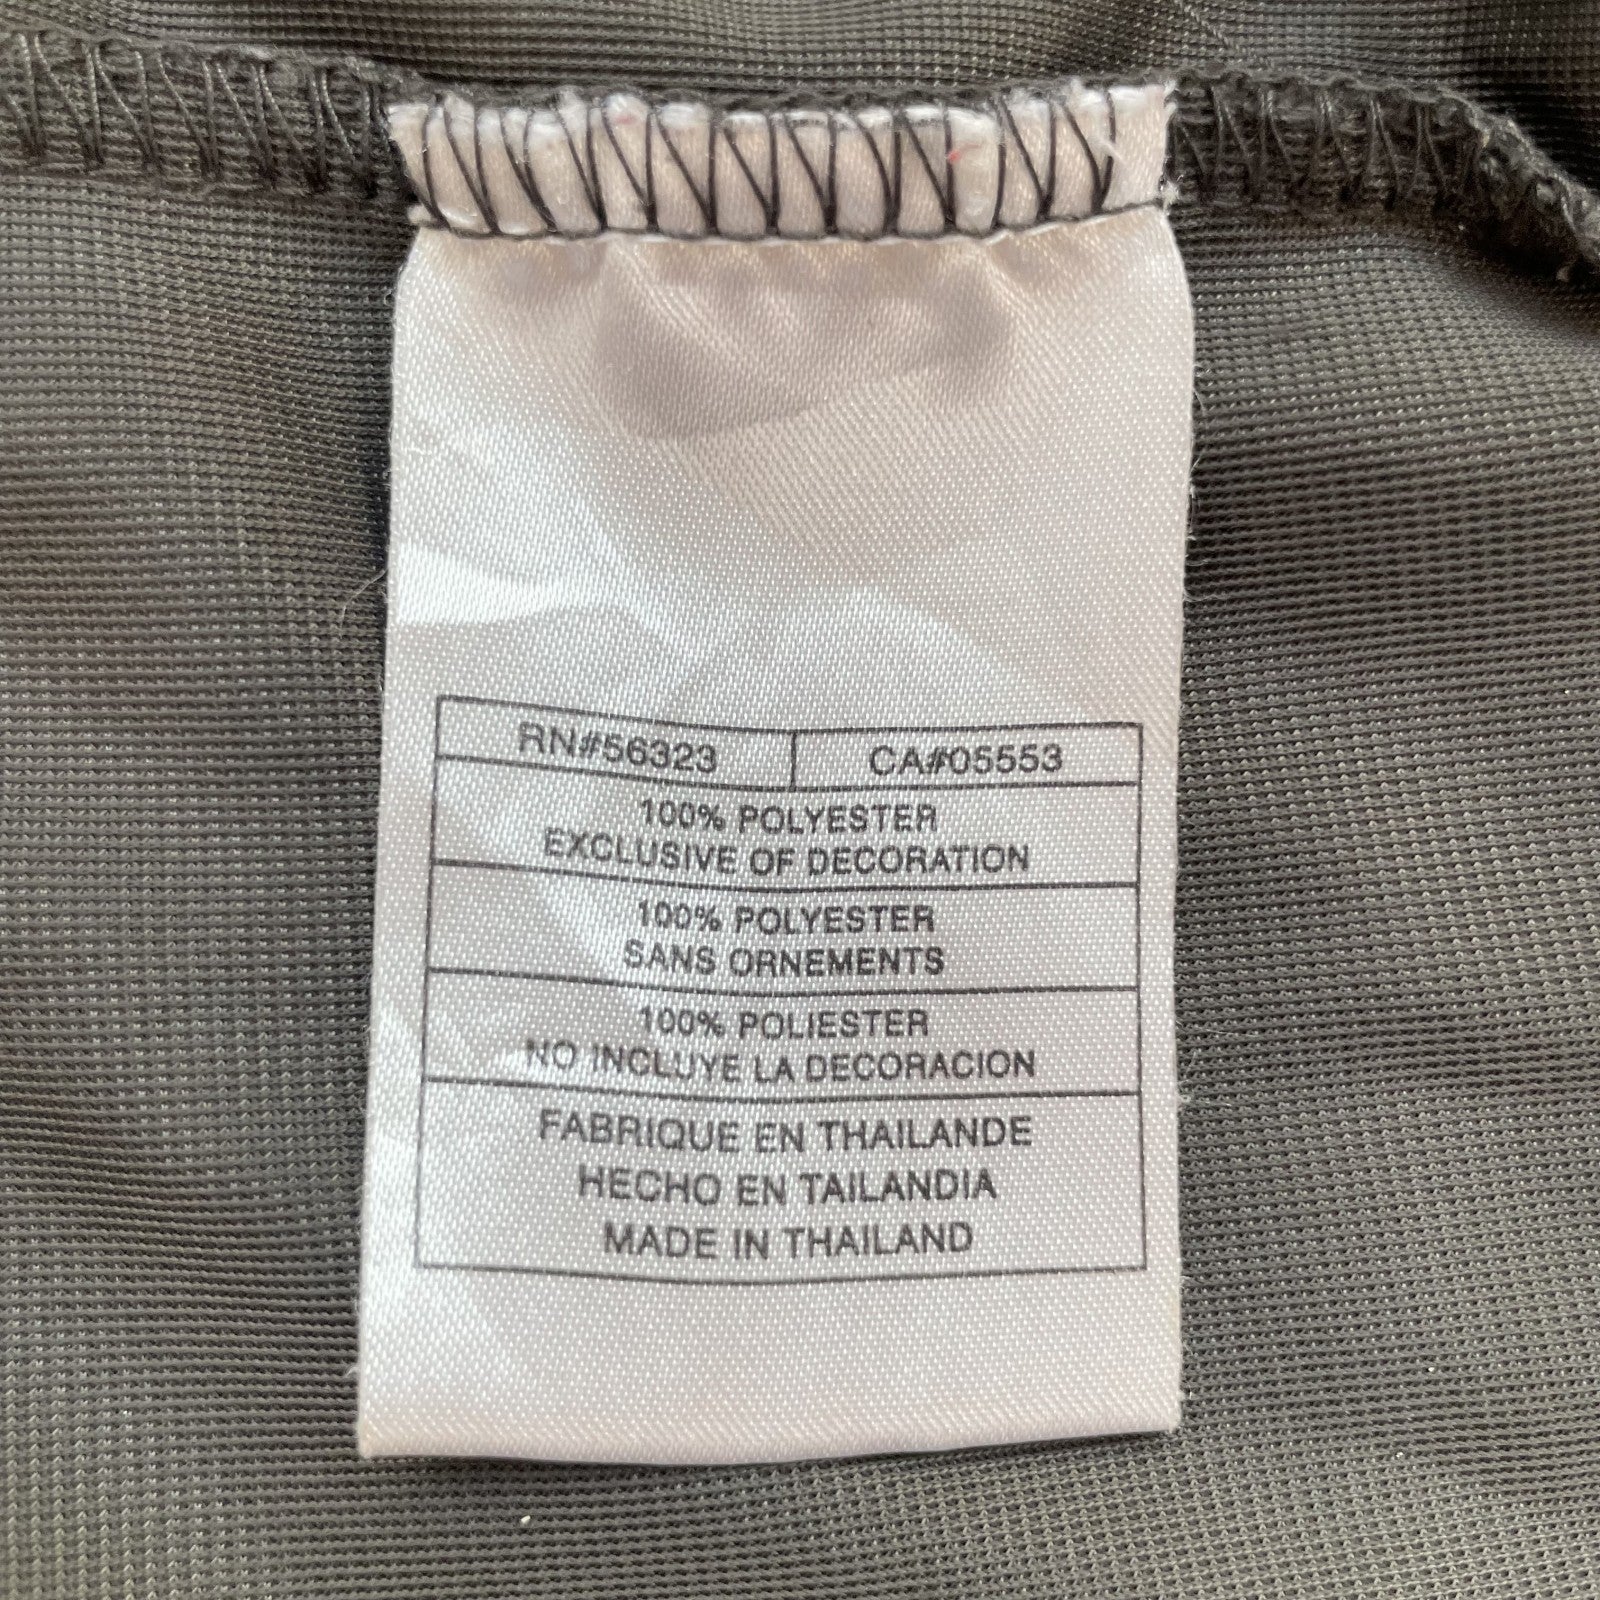 RN#56323 CA#05553
100% POLYESTER
EXCLUSIVE OF DECORATION
100% POLYESTER
SANS ORNEMENTS
100% POLIESTER
NO INCLUYE LA DECORACION
FABRIQUE EN THAILANDE
HECHO EN TAILANDIA
MADE IN THAILAND